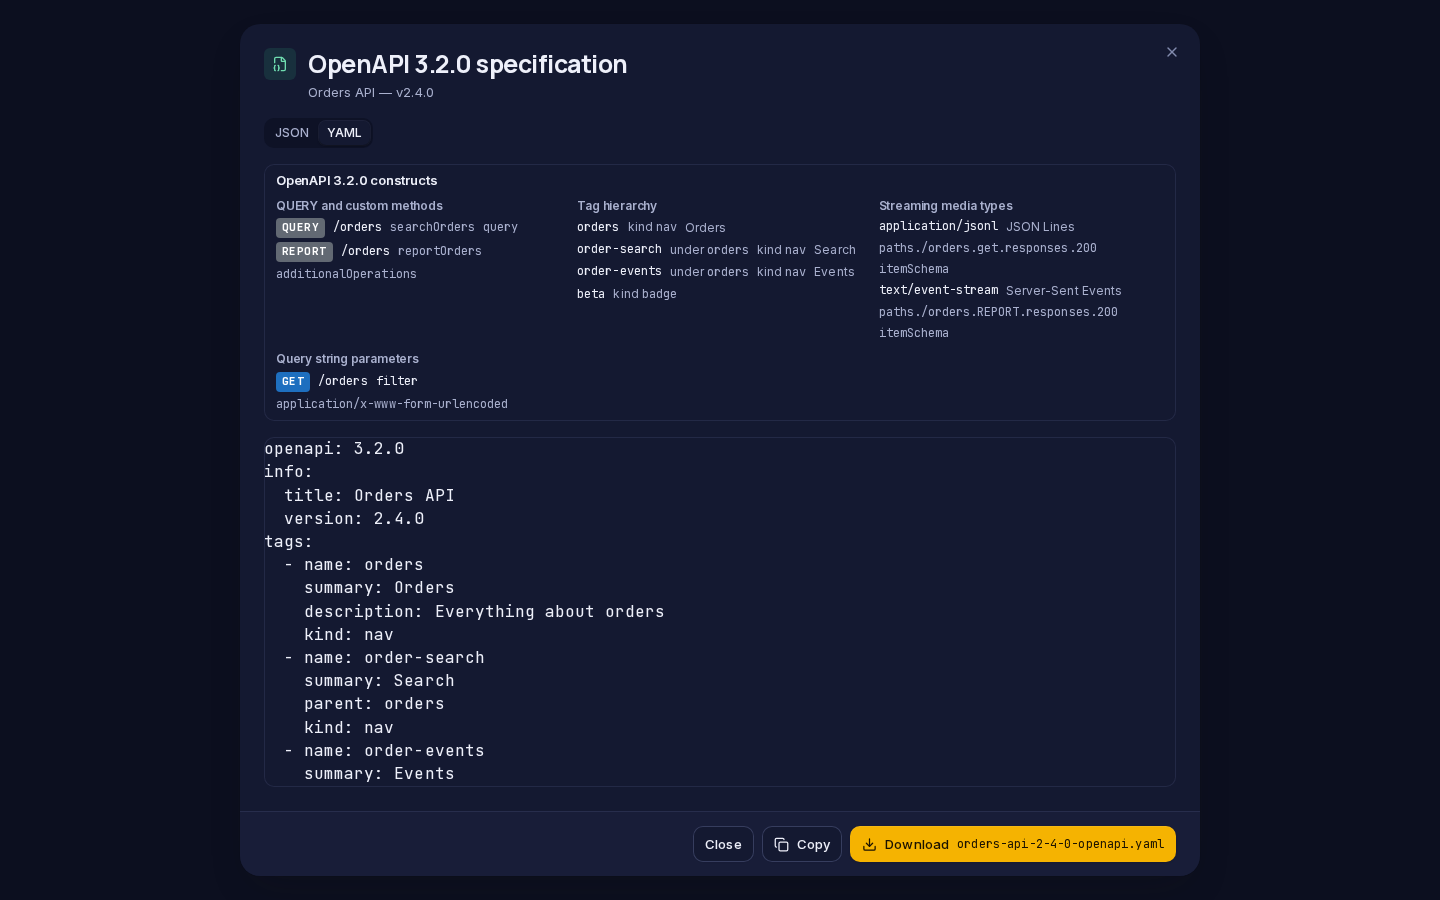 OpenAPI 3.2.0 specification
Orders API — v2.4.0
JSON YAML
OpenAPI 3.2.0 constructs
QUERY and custom methods
QUERY /orders searchOrders query
REPORT /orders reportOrders
additionalOperations
Tag hierarchy
orders kind nav Orders
order-search under orders kind nav Search
order-events under orders kind nav Events
beta kind badge
Streaming media types
application/jsonl JSON Lines
paths./orders.get.responses.200
itemSchema
text/event-stream Server-Sent Events
paths./orders.REPORT.responses.200
itemSchema
Query string parameters
GET /orders filter
application/x-www-form-urlencoded
openapi: 3.2.0
info:
  title: Orders API
  version: 2.4.0
tags:
  - name: orders
    summary: Orders
    description: Everything about orders
    kind: nav
  - name: order-search
    summary: Search
    parent: orders
    kind: nav
  - name: order-events
    summary: Events
Close Copy Download orders-api-2-4-0-openapi.yaml